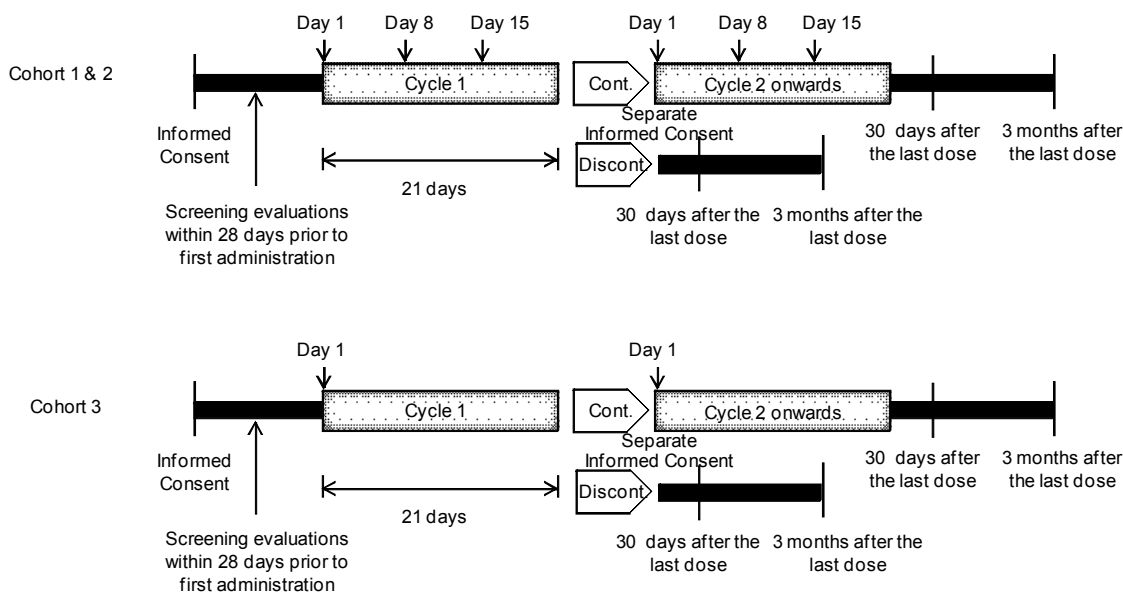 Day 1
Day 8
Day 15
Day 1
Day 8
Day 15
Cohort 1 & 2
Cycle 1
Cont.
Cycle 2 onwards
Informed
Consent
Separate
Informed Consent
30 days after
the last dose
3 months after
the last dose
21 days
Discont
Screening evaluations
within 28 days prior to
first administration
30 days after the
last dose
3 months after the
last dose
Day 1
Day 1
Cohort 3
Cycle 1
Cont.
Cycle 2 onwards
Informed
Consent
Separate
Informed Consent
30 days after
the last dose
3 months after
the last dose
21 days
Discont
Screening evaluations
within 28 days prior to
first administration
30 days after the
last dose
3 months after the
last dose